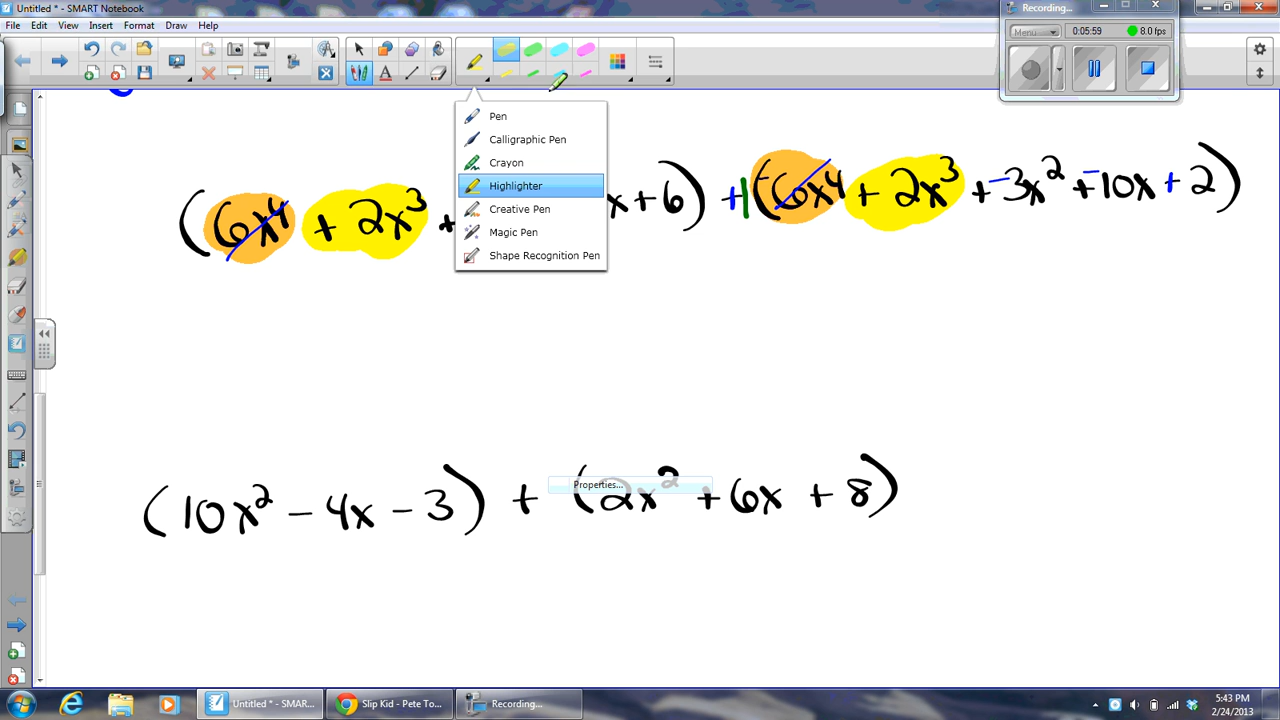 Untitled * - SMART Notebook
Recording...
File Edit View Insert Format Tools Draw Help
Menu 0:05:59 8.0 fps
Pen
Calligraphic Pen
Crayon
Highlighter
Creative Pen
Magic Pen
Shape Recognition Pen
(6x⁴ + 2x³ + x + 6) + (6x⁴ + 2x³ + 3x² + 10x + 2)
Properties...
(10x² - 4x - 3) + (2x² + 6x + 8)
Untitled * - SMAR...
Slip Kid - Pete To...
Recording...
5:43 PM
2/24/2013